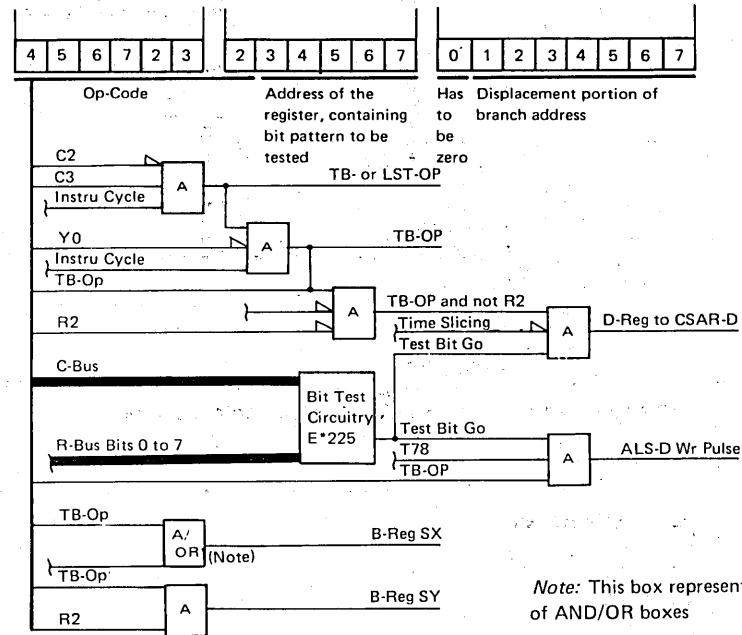 4 5 6 7 2 3 2 3 4 5 6 7 0 1 2 3 4 5 6 7
Op-Code
Address of the
register, containing
bit pattern to be
tested
Has
to
be
zero
Displacement portion of
branch address
C2
C3
Instru Cycle
A
TB- or LST-OP
Y0
Instru Cycle
TB-Op
A
TB-OP
R2
A
TB-OP and not R2
Time Slicing
Test Bit Go
A
D-Reg to CSAR-D
C-Bus
R-Bus Bits 0 to 7
Bit Test
Circuitry
E*225
Test Bit Go
T78
TB-OP
A
ALS-D Wr Pulse
TB-Op
TB-Op
A/
OR
(Note)
B-Reg SX
R2
A
B-Reg SY
Note: This box represent
of AND/OR boxes